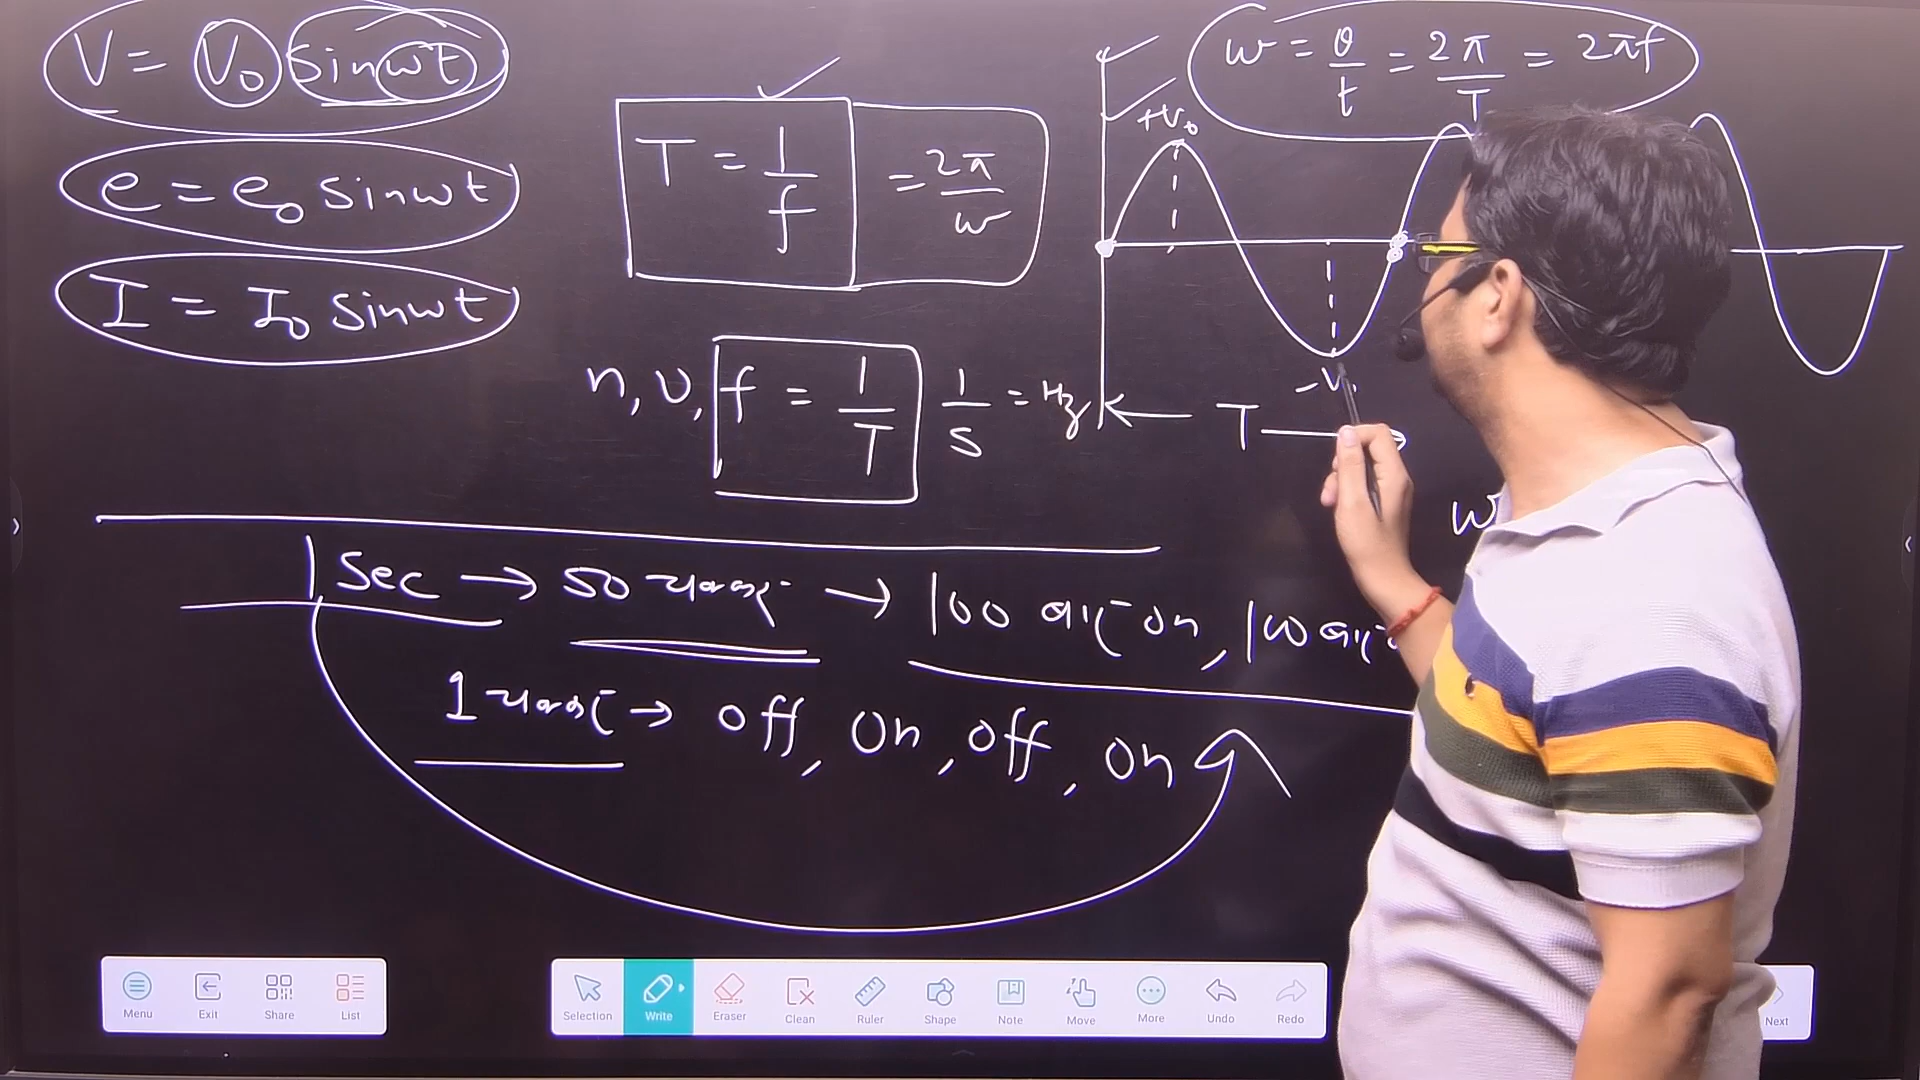 V = V₀ sinωt
e = e₀ sinωt
I = I₀ sinωt
T = 1/f = 2π/ω
n, υ, f = 1/T 1/s = Hz
ω = θ/t = 2π/T = 2πf
+V₀
-V₀
T
ω
1 Sec → 50 चक्कर → 100 बार on, 100 बार
1 चक्कर → off, on, off, on
Menu Exit Share List
Selection Write Eraser Clean Ruler Shape Note Move More Undo Redo
Next